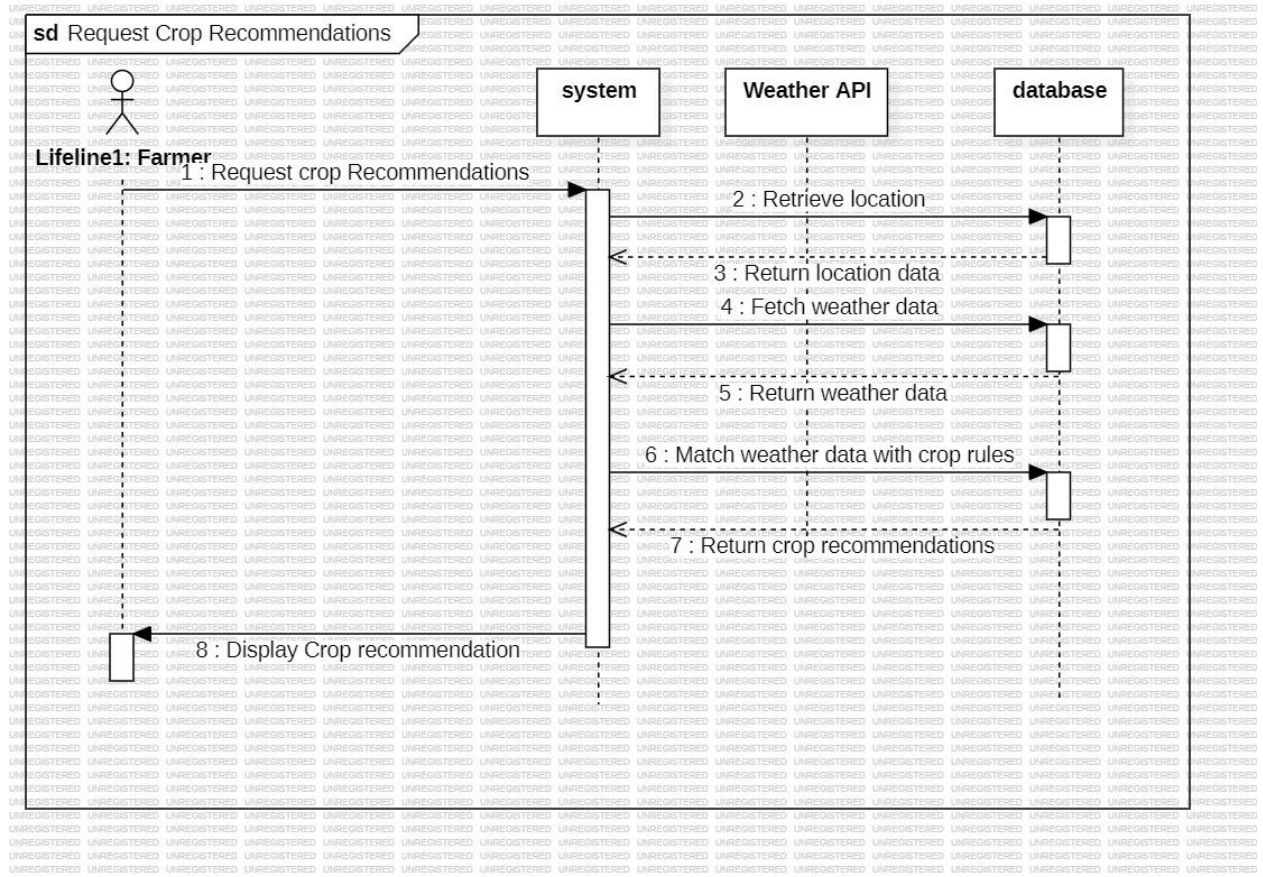 sd Request Crop Recommendations
system
Weather API
database
Lifeline1: Farmer
1 : Request crop Recommendations
2 : Retrieve location
3 : Return location data
4 : Fetch weather data
5 : Return weather data
6 : Match weather data with crop rules
7 : Return crop recommendations
8 : Display Crop recommendation
UNREGISTERED